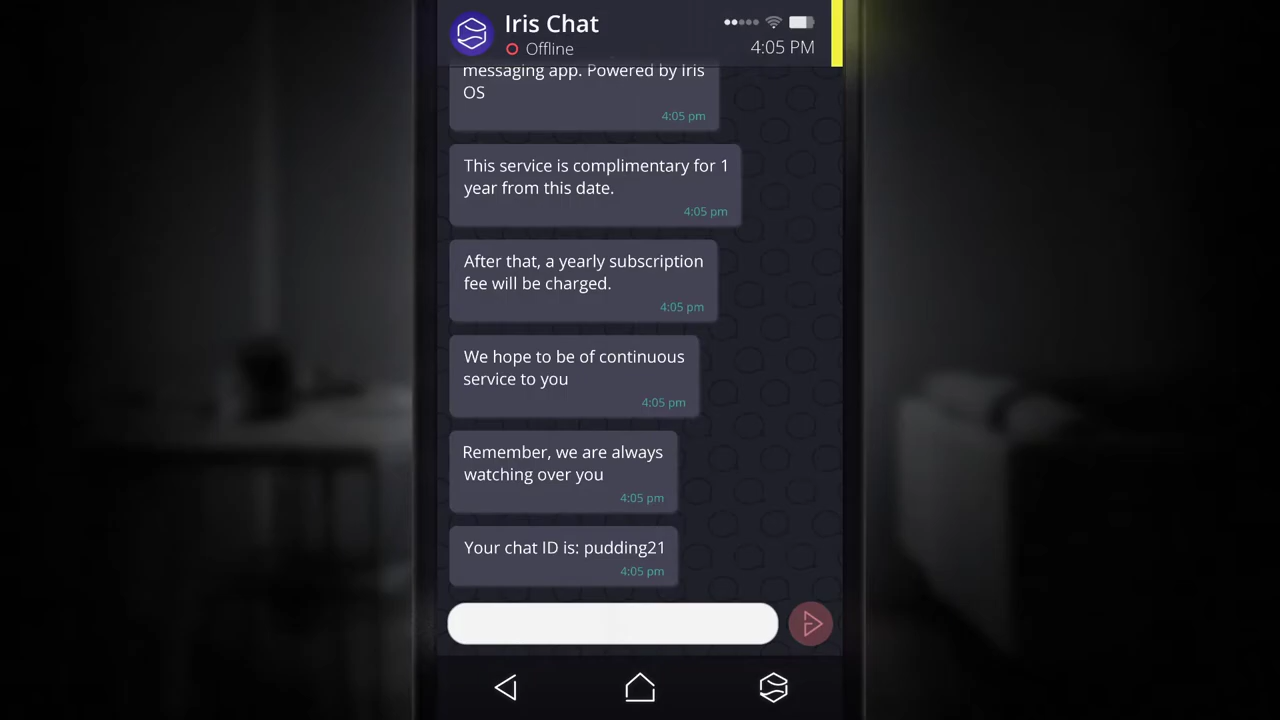 Iris Chat
Offline
4:05 PM
messaging app. Powered by Iris
OS
4:05 pm
This service is complimentary for 1
year from this date.
4:05 pm
After that, a yearly subscription
fee will be charged.
4:05 pm
We hope to be of continuous
service to you
4:05 pm
Remember, we are always
watching over you
4:05 pm
Your chat ID is: pudding21
4:05 pm